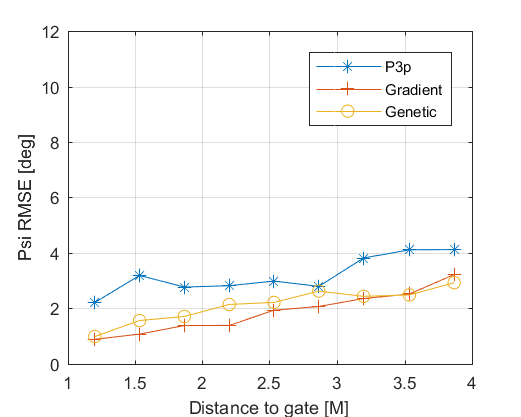 12
10
8
6
4
2
0
Psi RMSE [deg]
P3p
Gradient
Genetic
1 1.5 2 2.5 3 3.5 4
Distance to gate [M]